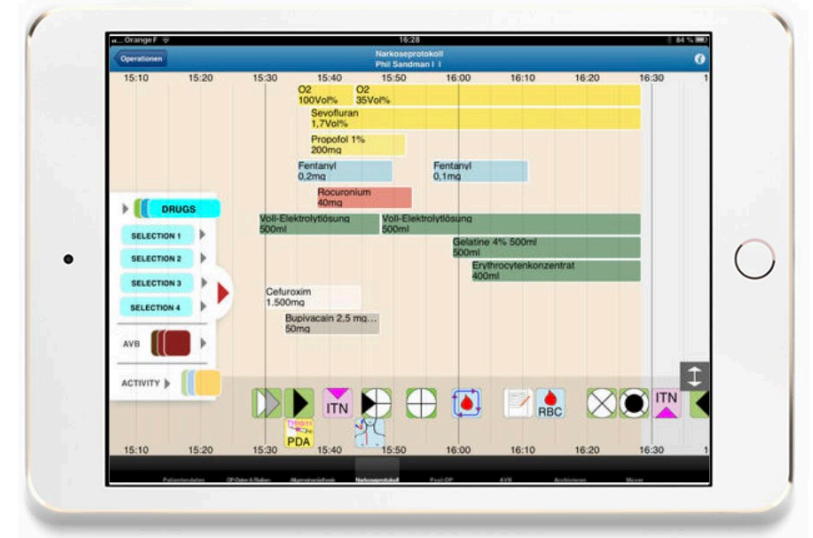 Orange F
16:28
84 %
Operationen
Narkoseprotokoll
Phil Sandman | |
15:10 15:20 15:30 15:40 15:50 16:00 16:10 16:20 16:30 1
O2 O2
100Vol% 35Vol%
Sevofluran
1,7Vol%
Propofol 1%
200mg
Fentanyl Fentanyl
0,2mg 0,1mg
Rocuronium
40mg
DRUGS
Voll-Elektrolytlösung Voll-Elektrolytlösung
500ml 500ml
SELECTION 1
Gelatine 4% 500ml
500ml
SELECTION 2
Erythrocytenkonzentrat
400ml
SELECTION 3
Cefuroxim
1.500mg
SELECTION 4
Bupivacain 2,5 mg...
50mg
AVB
ACTIVITY
ITN RBC ITN
PDA
15:10 15:20 15:30 15:40 15:50 16:00 16:10 16:20 16:30 1
Patientendaten Narkoseprotokoll Post-OP AVB Archivieren